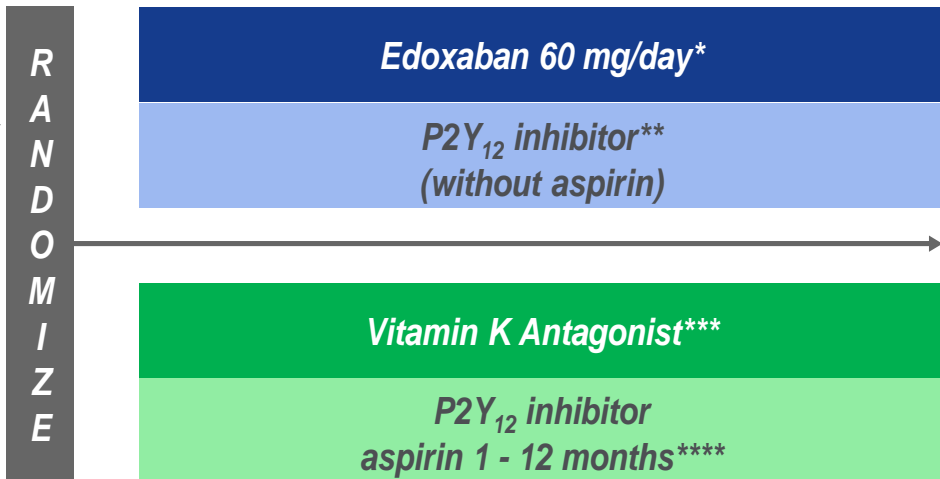 RANDOMIZE
Edoxaban 60 mg/day*
P2Y₁₂ inhibitor**
(without aspirin)
Vitamin K Antagonist***
P2Y₁₂ inhibitor
aspirin 1 - 12 months****